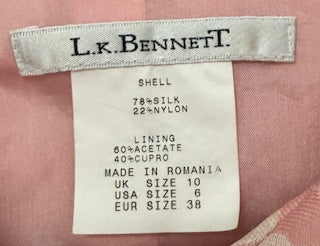 L.K.BENNETT.
SHELL
78%SILK
22%NYLON
LINING
60%ACETATE
40%CUPRO
MADE IN ROMANIA
UK SIZE 10
USA SIZE 6
EUR SIZE 38